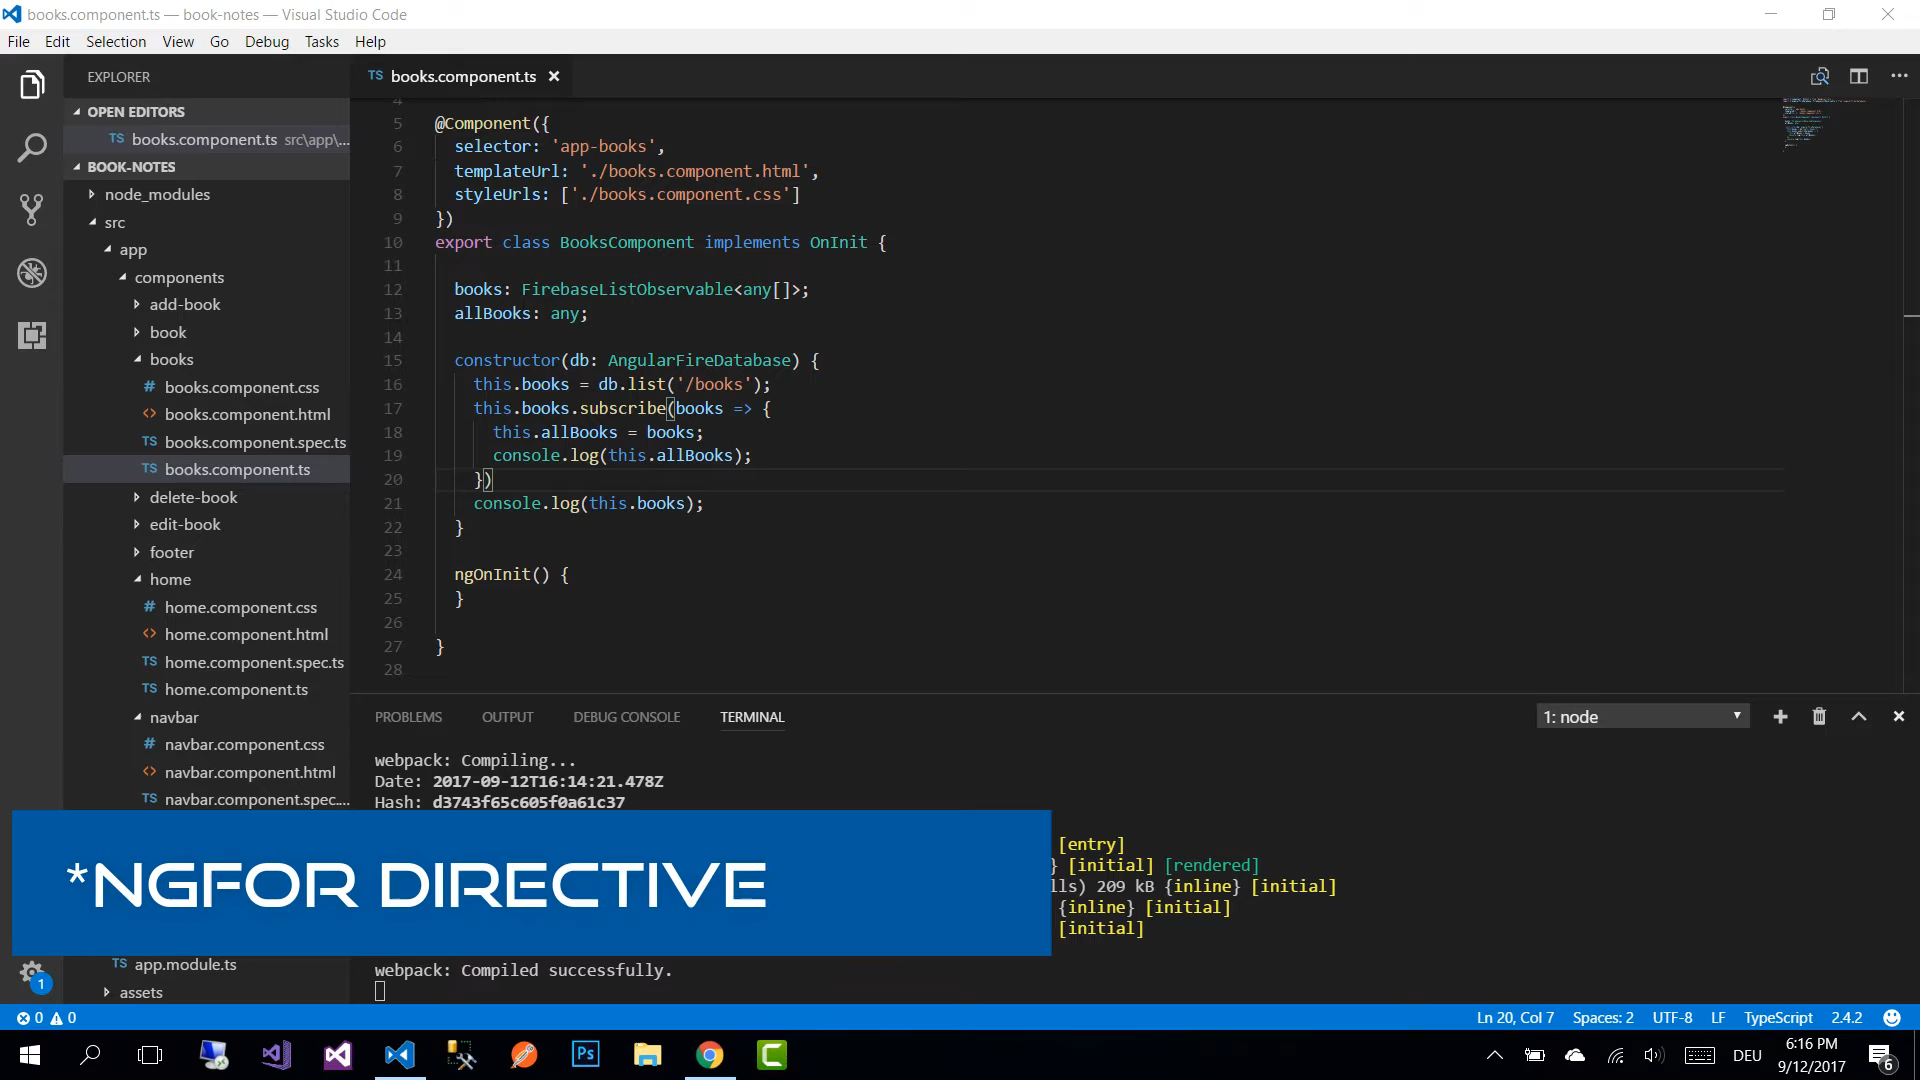 books.component.ts — book-notes — Visual Studio Code
File Edit Selection View Go Debug Tasks Help
EXPLORER
OPEN EDITORS
TS books.component.ts src\app\...
BOOK-NOTES
node_modules
src
app
components
add-book
book
books
# books.component.css
<> books.component.html
TS books.component.spec.ts
TS books.component.ts
delete-book
edit-book
footer
home
# home.component.css
<> home.component.html
TS home.component.spec.ts
TS home.component.ts
navbar
# navbar.component.css
<> navbar.component.html
TS navbar.component.spec....
TS app.module.ts
assets
TS books.component.ts
4
5 @Component({
6 selector: 'app-books',
7 templateUrl: './books.component.html',
8 styleUrls: ['./books.component.css']
9 })
10 export class BooksComponent implements OnInit {
11
12 books: FirebaseListObservable<any[]>;
13 allBooks: any;
14
15 constructor(db: AngularFireDatabase) {
16 this.books = db.list('/books');
17 this.books.subscribe(books => {
18 this.allBooks = books;
19 console.log(this.allBooks);
20 })
21 console.log(this.books);
22 }
23
24 ngOnInit() {
25 }
26
27 }
28
PROBLEMS OUTPUT DEBUG CONSOLE TERMINAL
1: node
webpack: Compiling...
Date: 2017-09-12T16:14:21.478Z
Hash: d3743f65c605f0a61c37
[entry]
} [initial] [rendered]
lls) 209 kB {inline} [initial]
{inline} [initial]
[initial]
webpack: Compiled successfully.
*NGFOR DIRECTIVE
1
0 0
Ln 20, Col 7 Spaces: 2 UTF-8 LF TypeScript 2.4.2
Ps
DEU
6:16 PM
9/12/2017
6